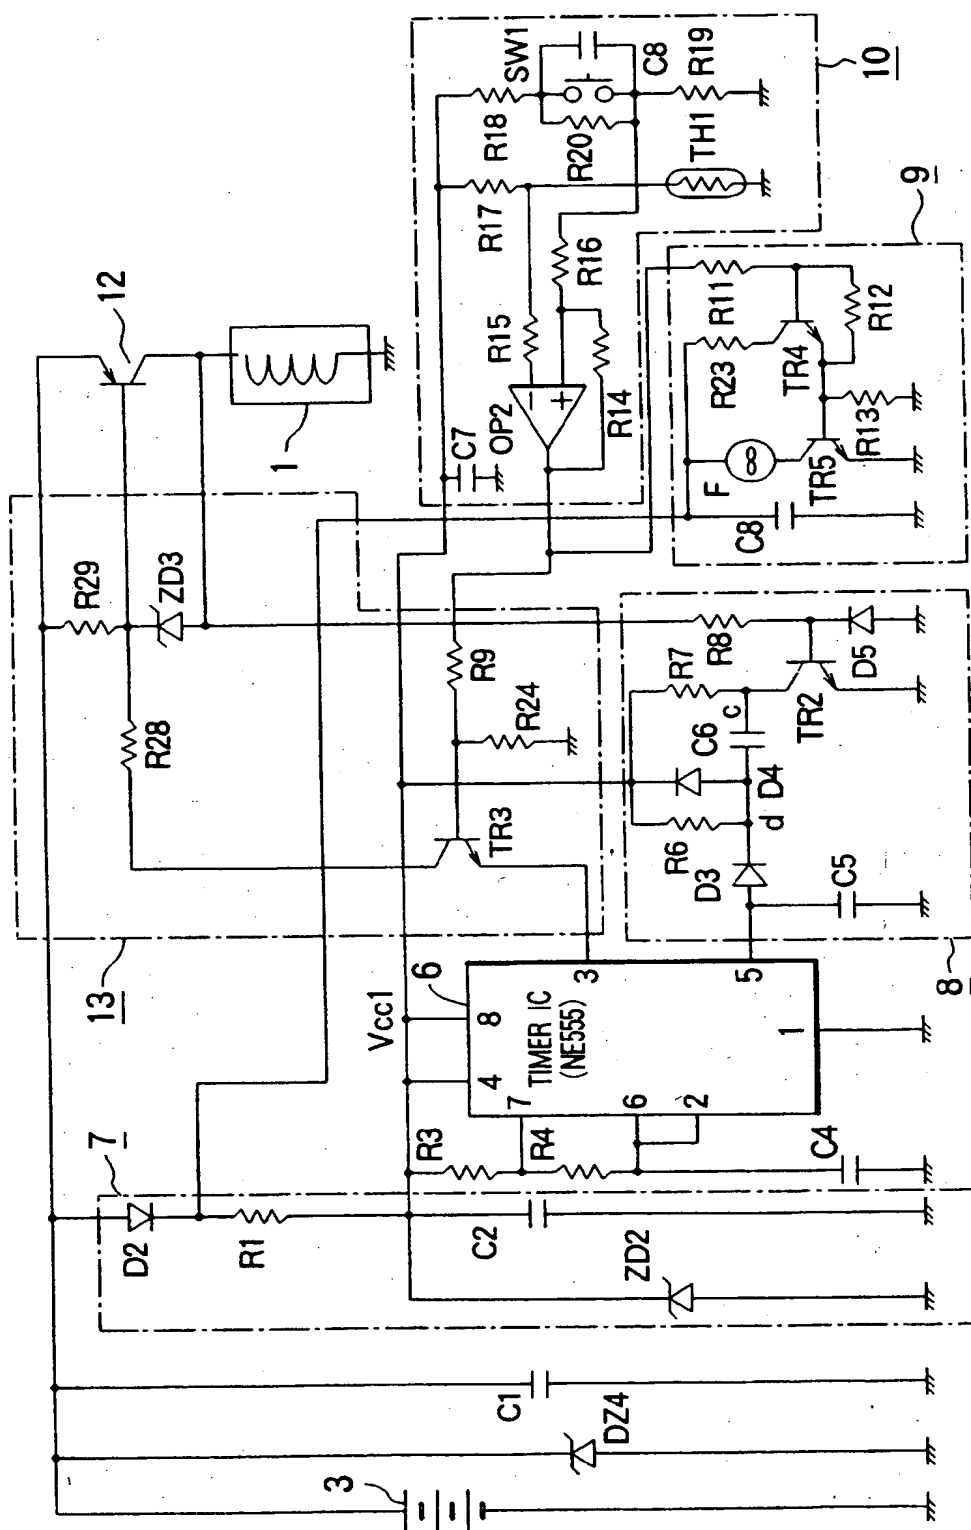 3
DZ4
C1
7
D2
R1
C2
ZD2
13
Vcc1
R3
R4
C4
6
4
8
7
TIMER IC
(NE555)
3
6
2
1
5
R28
R29
ZD3
12
1
TR3
R9
R24
8
D3
R6
d
D4
C6
c
R7
R8
TR2
D5
C5
OP2
C7
−
+
R14
R15
R16
R17
R18
SW1
R20
C8
R19
TH1
10
9
F
∞
C8
TR5
R13
TR4
R23
R11
R12